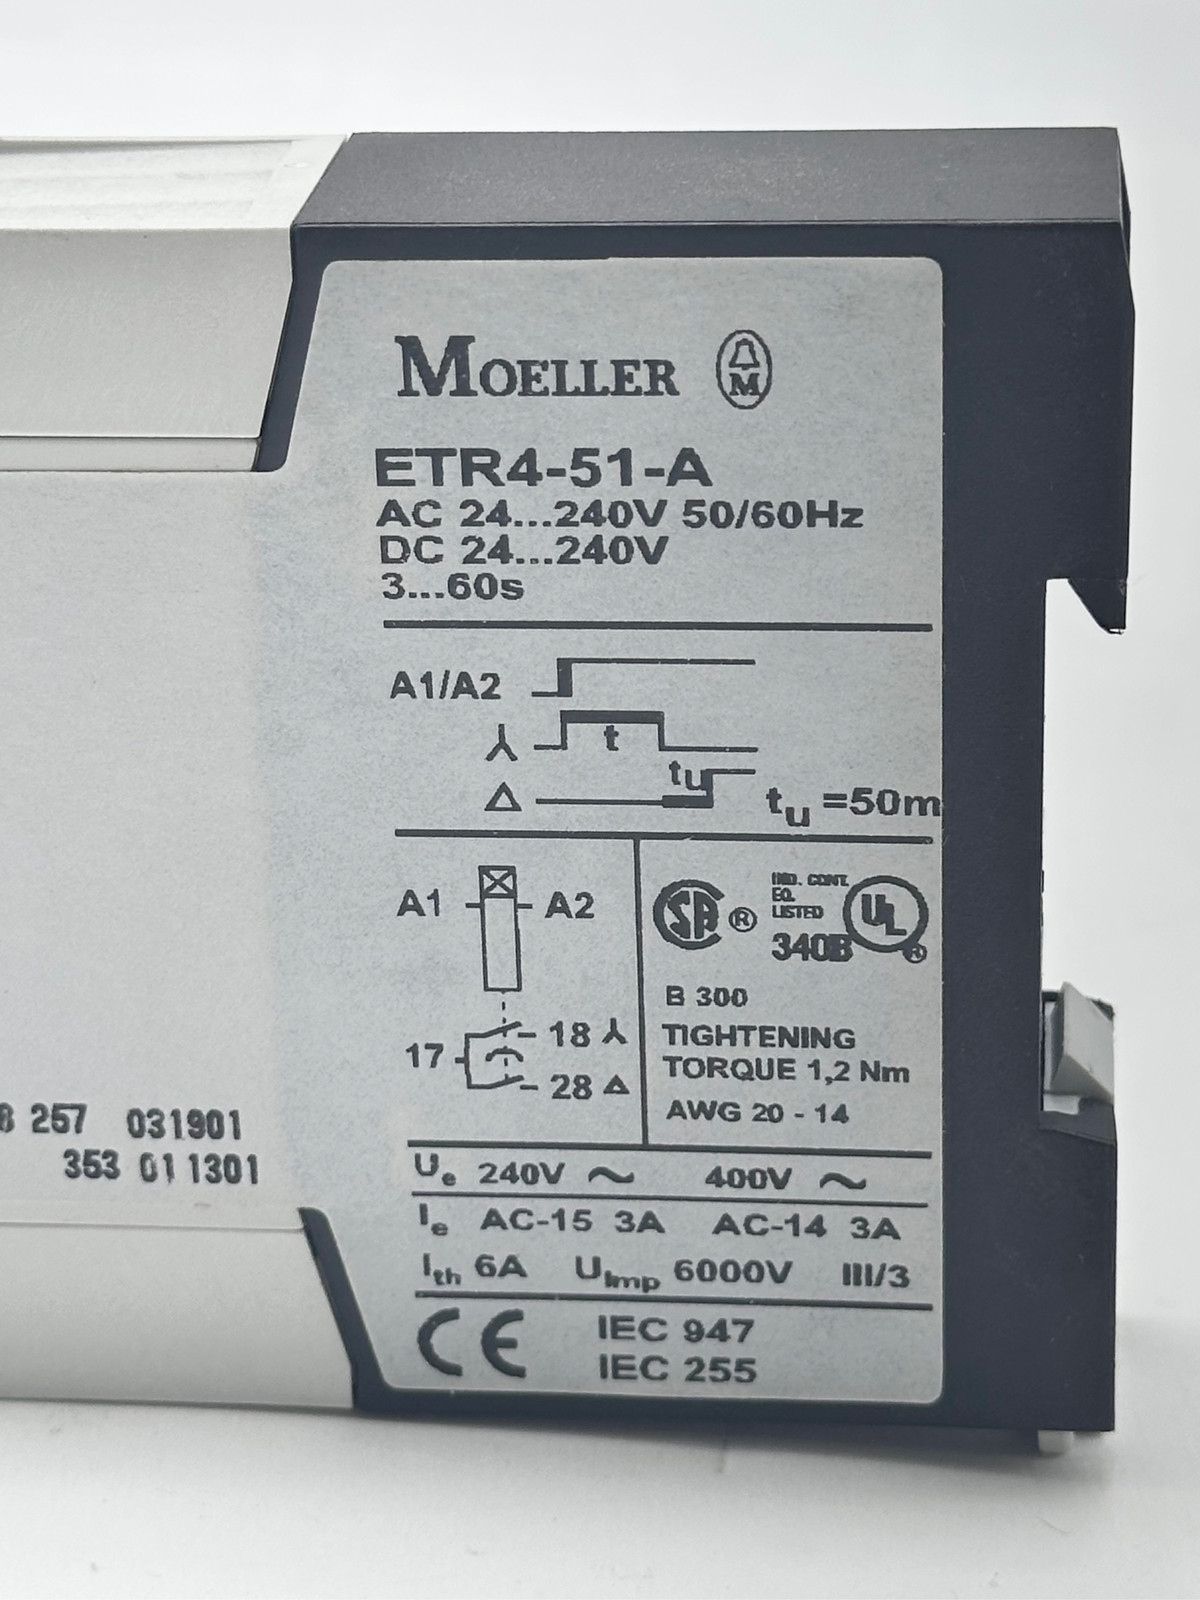 MOELLER M
ETR4-51-A
AC 24...240V 50/60Hz
DC 24...240V
3...60s
A1/A2
t
tu
tu =50m
A1 A2
IND. CONT.
EQ.
LISTED
340B
SA ® UL ®
B 300
TIGHTENING
TORQUE 1,2 Nm
AWG 20 - 14
17
18
28
8 257 031901
353 011301
Ue 240V ~ 400V ~
Ie AC-15 3A AC-14 3A
Ith 6A UImp 6000V III/3
CE IEC 947
IEC 255